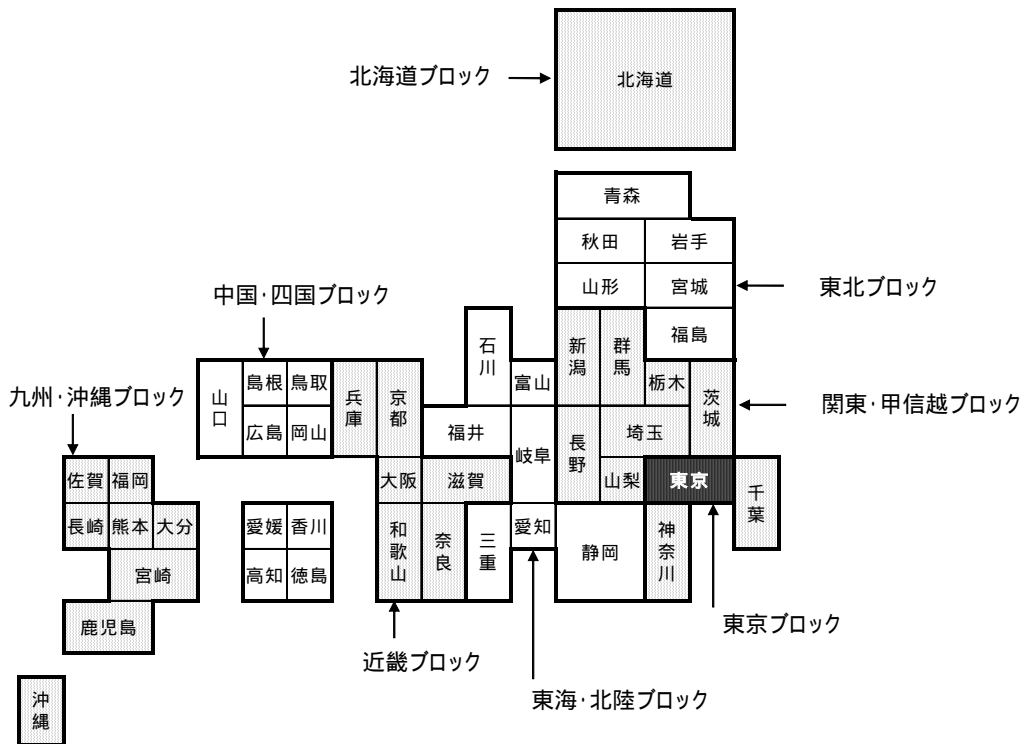 北海道ブロック
北海道
青森
秋田
岩手
山形
宮城
東北ブロック
福島
中国・四国ブロック
石川
新潟
群馬
富山
栃木
茨城
関東・甲信越ブロック
九州・沖縄ブロック
山口
島根
鳥取
兵庫
京都
広島
岡山
福井
岐阜
長野
埼玉
佐賀
福岡
大阪
滋賀
山梨
東京
千葉
長崎
熊本
大分
愛媛
香川
和歌山
奈良
三重
愛知
静岡
神奈川
宮崎
高知
徳島
鹿児島
東京ブロック
近畿ブロック
東海・北陸ブロック
沖縄